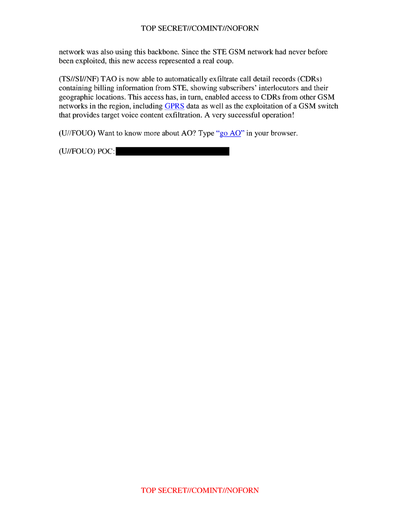 TOP SECRET//COMINT//NOFORN
network was also using this backbone. Since the STE GSM network had never before
been exploited, this new access represented a real coup.
(TS//SI//NF) TAO is now able to automatically exfiltrate call detail records (CDRs)
containing billing information from STE, showing subscribers' interlocutors and their
geographic locations. This access has, in turn, enabled access to CDRs from other GSM
networks in the region, including GPRS data as well as the exploitation of a GSM switch
that provides target voice content exfiltration. A very successful operation!
(U//FOUO) Want to know more about AO? Type “go AO” in your browser.
(U//FOUO) POC:
TOP SECRET//COMINT//NOFORN